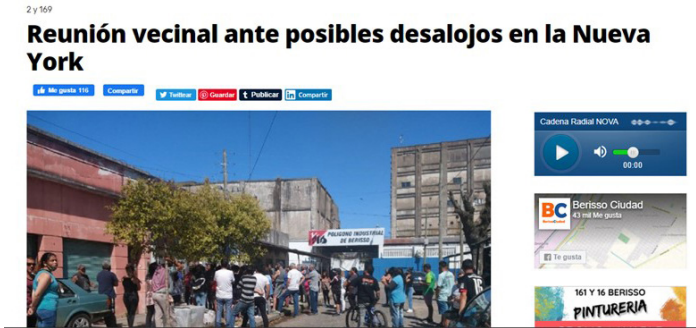 2 y 169
Reunión vecinal ante posibles desalojos en la Nueva
York
Me gusta 116
Compartir
Twittear
Guardar
Publicar
Compartir
POLIGONO INDUSTRIAL
DE BERISSO
Cadena Radial NOVA
00:00
BC
BerissoCiudad
Berisso Ciudad
43 mil Me gusta
Te gusta
161 Y 16 BERISSO
PINTURERIA